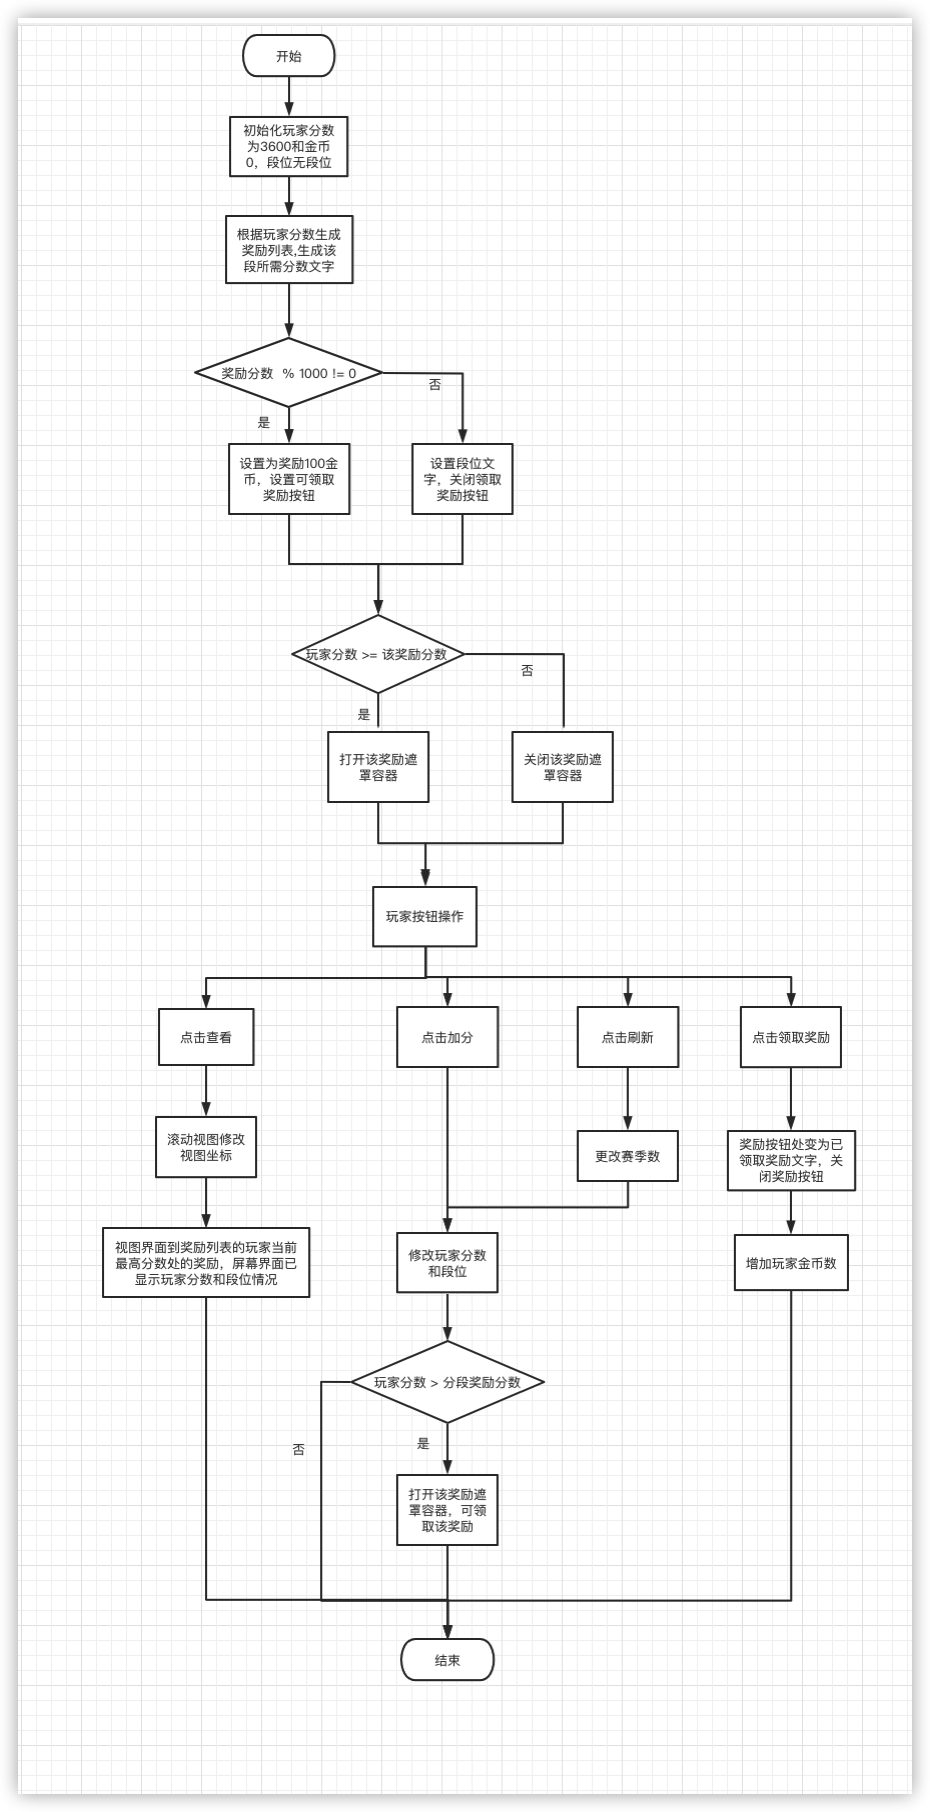 开始
初始化玩家分数
为3600和金币
0，段位无段位
根据玩家分数生成
奖励列表,生成该
段所需分数文字
奖励分数 % 1000 != 0
否
是
设置为奖励100金
币，设置可领取
奖励按钮
设置段位文
字，关闭领取
奖励按钮
玩家分数 >= 该奖励分数
否
是
打开该奖励遮
罩容器
关闭该奖励遮
罩容器
玩家按钮操作
点击查看
点击加分
点击刷新
点击领取奖励
滚动视图修改
视图坐标
更改赛季数
奖励按钮处变为已
领取奖励文字，关
闭奖励按钮
视图界面到奖励列表的玩家当前
最高分数处的奖励，屏幕界面已
显示玩家分数和段位情况
修改玩家分数
和段位
增加玩家金币数
玩家分数 > 分段奖励分数
否
是
打开该奖励遮
罩容器，可领
取该奖励
结束